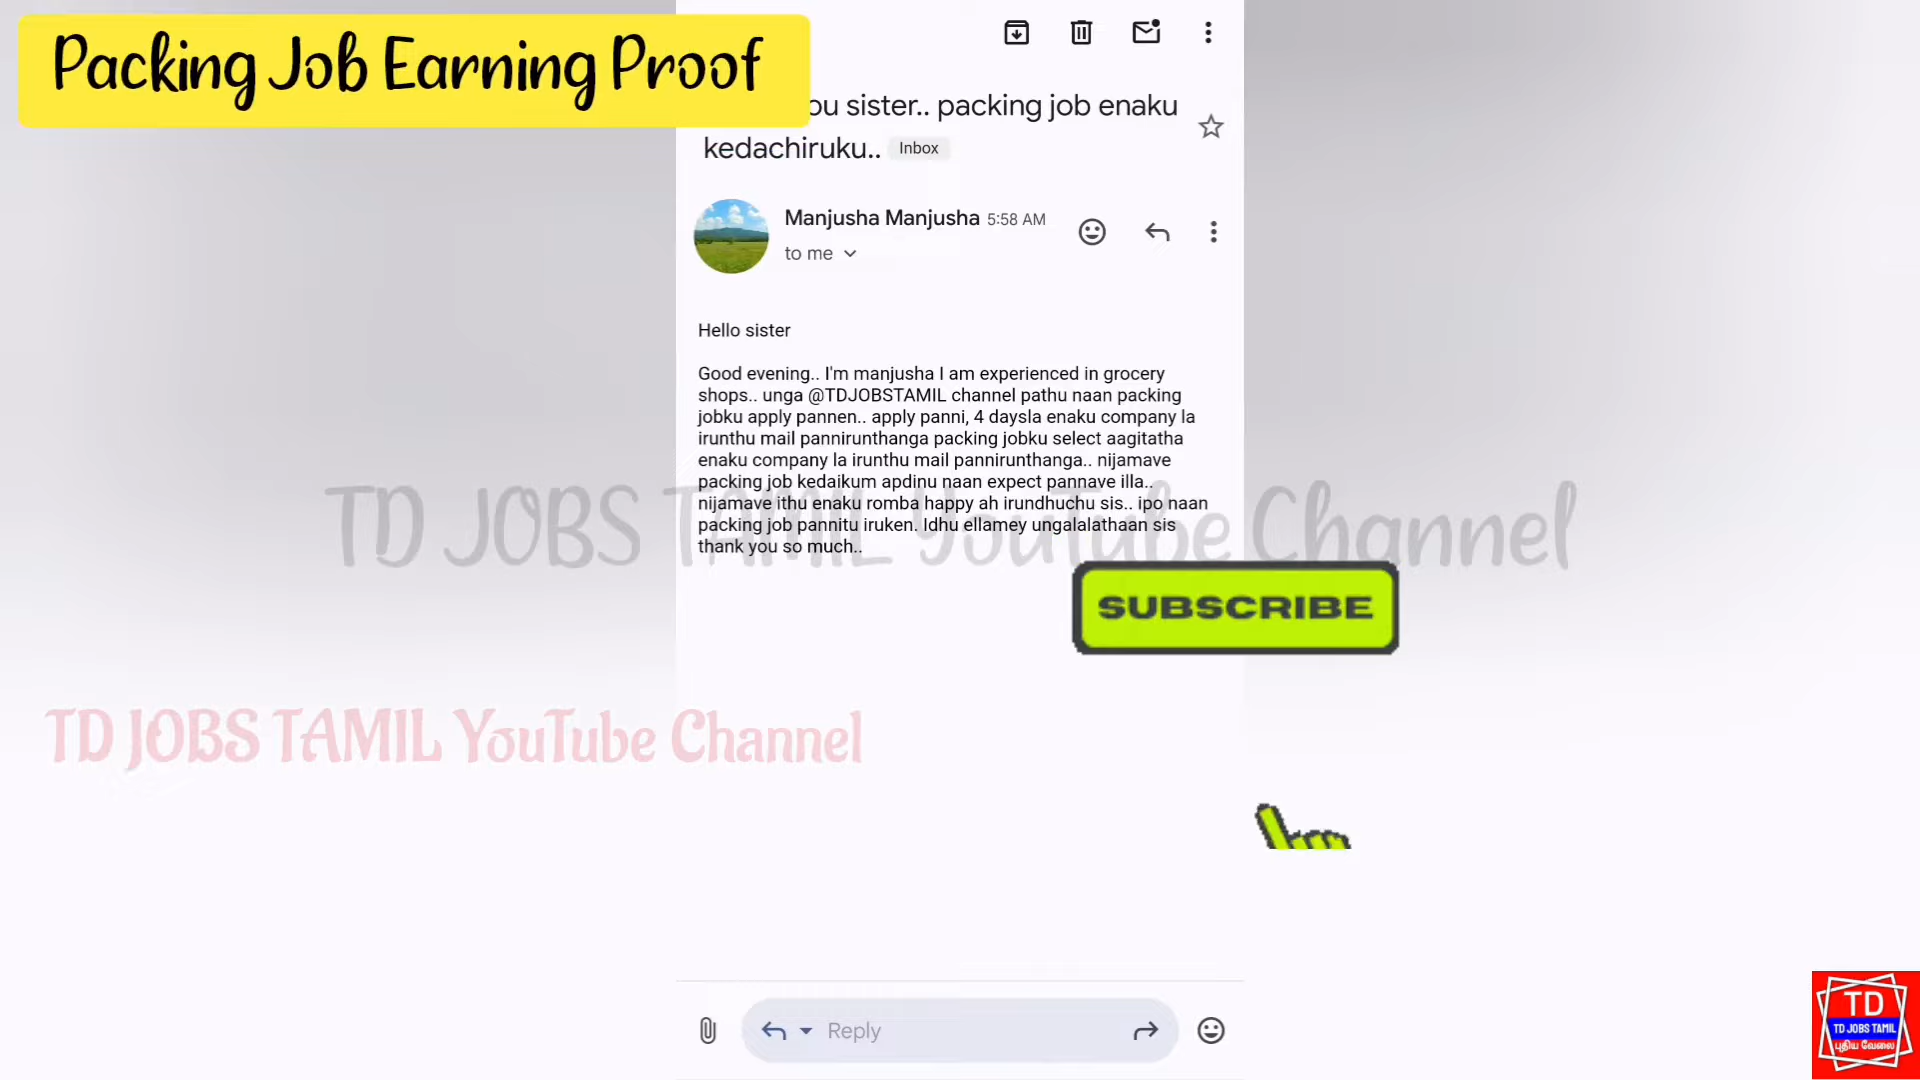 Packing Job Earning Proof
ou sister.. packing job enaku
kedachiruku.. Inbox
Manjusha Manjusha 5:58 AM
to me
Hello sister
Good evening.. I'm manjusha I am experienced in grocery
shops.. unga @TDJOBSTAMIL channel pathu naan packing
jobku apply pannen.. apply panni, 4 daysla enaku company la
irunthu mail pannirunthanga packing jobku select aagitatha
enaku company la irunthu mail pannirunthanga.. nijamave
packing job kedaikum apdinu naan expect pannave illa..
nijamave ithu enaku romba happy ah irundhuchu sis.. ipo naan
packing job pannitu iruken. Idhu ellamey ungalalathaan sis
thank you so much..
TD JOBS TAMIL YouTube Channel
SUBSCRIBE
TD JOBS TAMIL YouTube Channel
Reply
TD
TD JOBS TAMIL
புதிய வேலை